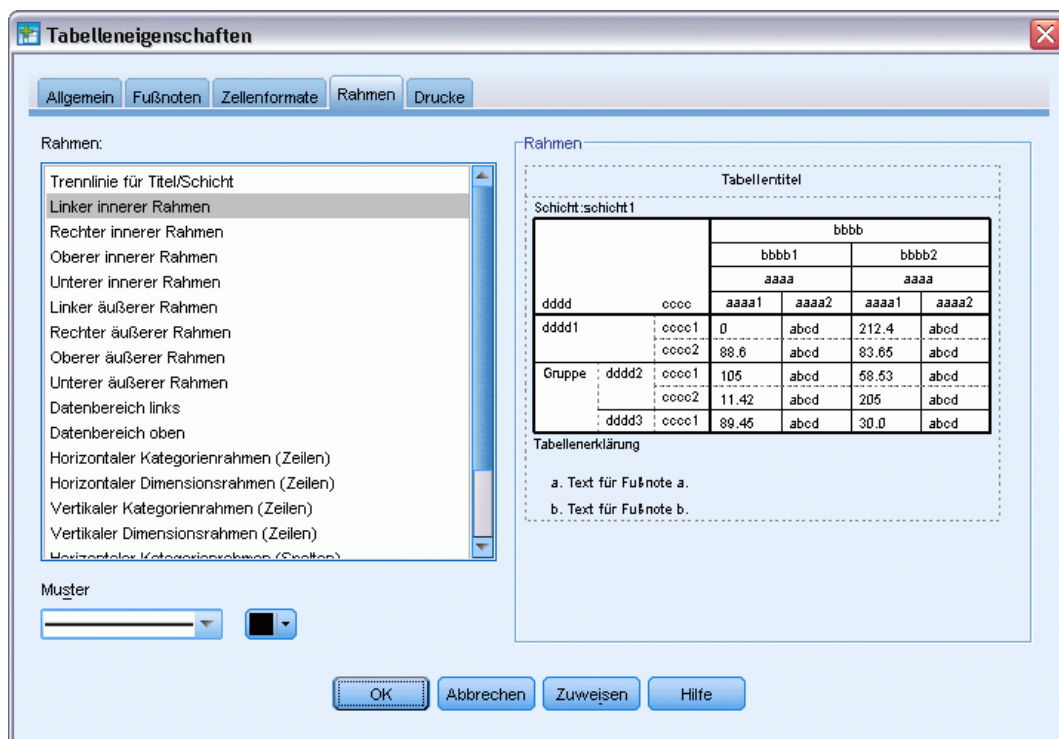 Tabelleneigenschaften
Allgemein Fußnoten Zellenformate Rahmen Drucke
Rahmen:
Trennlinie für Titel/Schicht
Linker innerer Rahmen
Rechter innerer Rahmen
Oberer innerer Rahmen
Unterer innerer Rahmen
Linker äußerer Rahmen
Rechter äußerer Rahmen
Oberer äußerer Rahmen
Unterer äußerer Rahmen
Datenbereich links
Datenbereich oben
Horizontaler Kategorienrahmen (Zeilen)
Horizontaler Dimensionsrahmen (Zeilen)
Vertikaler Kategorienrahmen (Zeilen)
Vertikaler Dimensionsrahmen (Zeilen)
Horizontaler Kategorienrahmen (Spalten)
Muster
Rahmen
Tabellentitel
Schicht:schicht1
bbbb
bbbb1 bbbb2
aaaa aaaa
dddd cccc aaaa1 aaaa2 aaaa1 aaaa2
dddd1 cccc1 0 abcd 212.4 abcd
cccc2 88.6 abcd 83.65 abcd
Gruppe dddd2 cccc1 105 abcd 58.53 abcd
cccc2 11.42 abcd 205 abcd
dddd3 cccc1 89.45 abcd 30.0 abcd
Tabellenerklärung
a. Text für Fußnote a.
b. Text für Fußnote b.
OK Abbrechen Zuweisen Hilfe